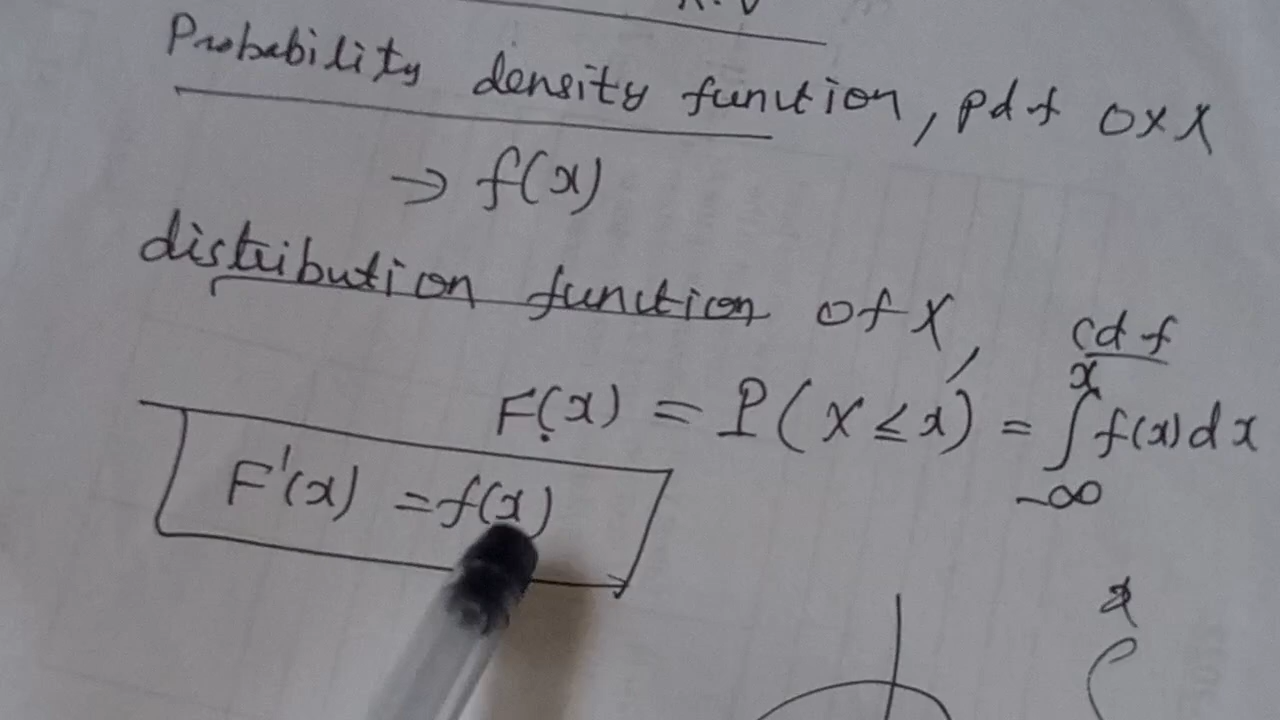 R.V
Probability density function, pdf of X
→ f(x)
distribution function of X,
cdf
F(x) = P(X ≤ x) = ∫_{-∞}^{x} f(x) dx
F'(x) = f(x)
x
∫